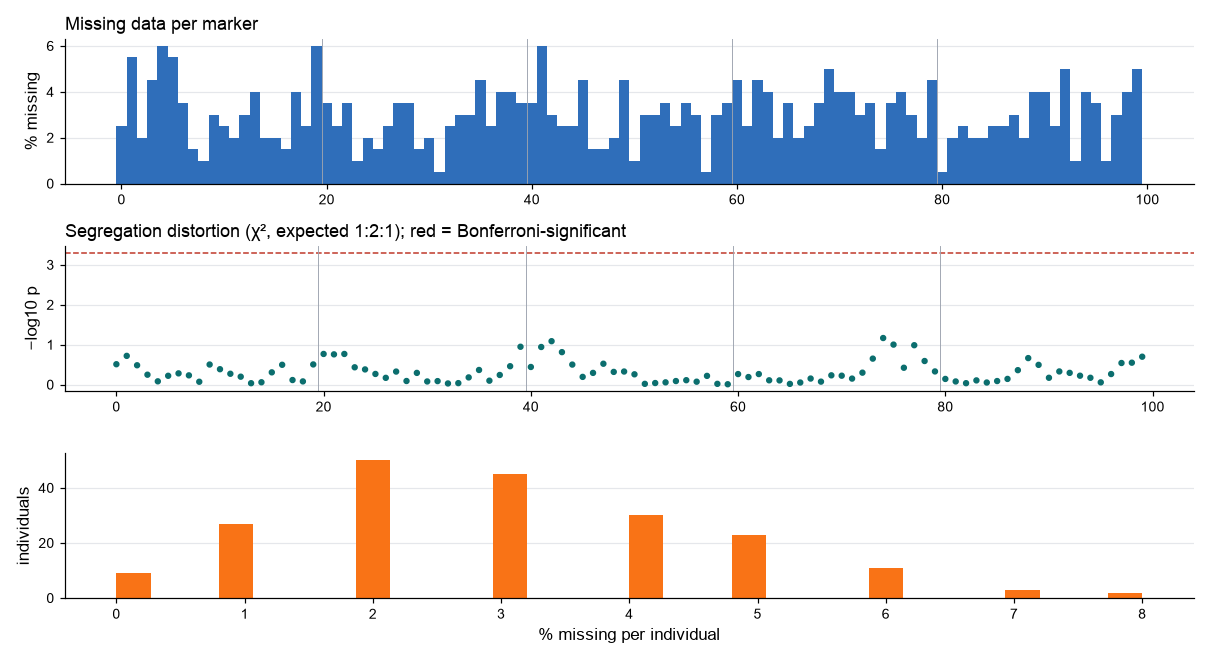 Missing data per marker
% missing
6
4
2
0
0 20 40 60 80 100
Segregation distortion (χ², expected 1:2:1); red = Bonferroni-significant
−log10 p
3
2
1
0
0 20 40 60 80 100
individuals
40
20
0
0 1 2 3 4 5 6 7 8
% missing per individual